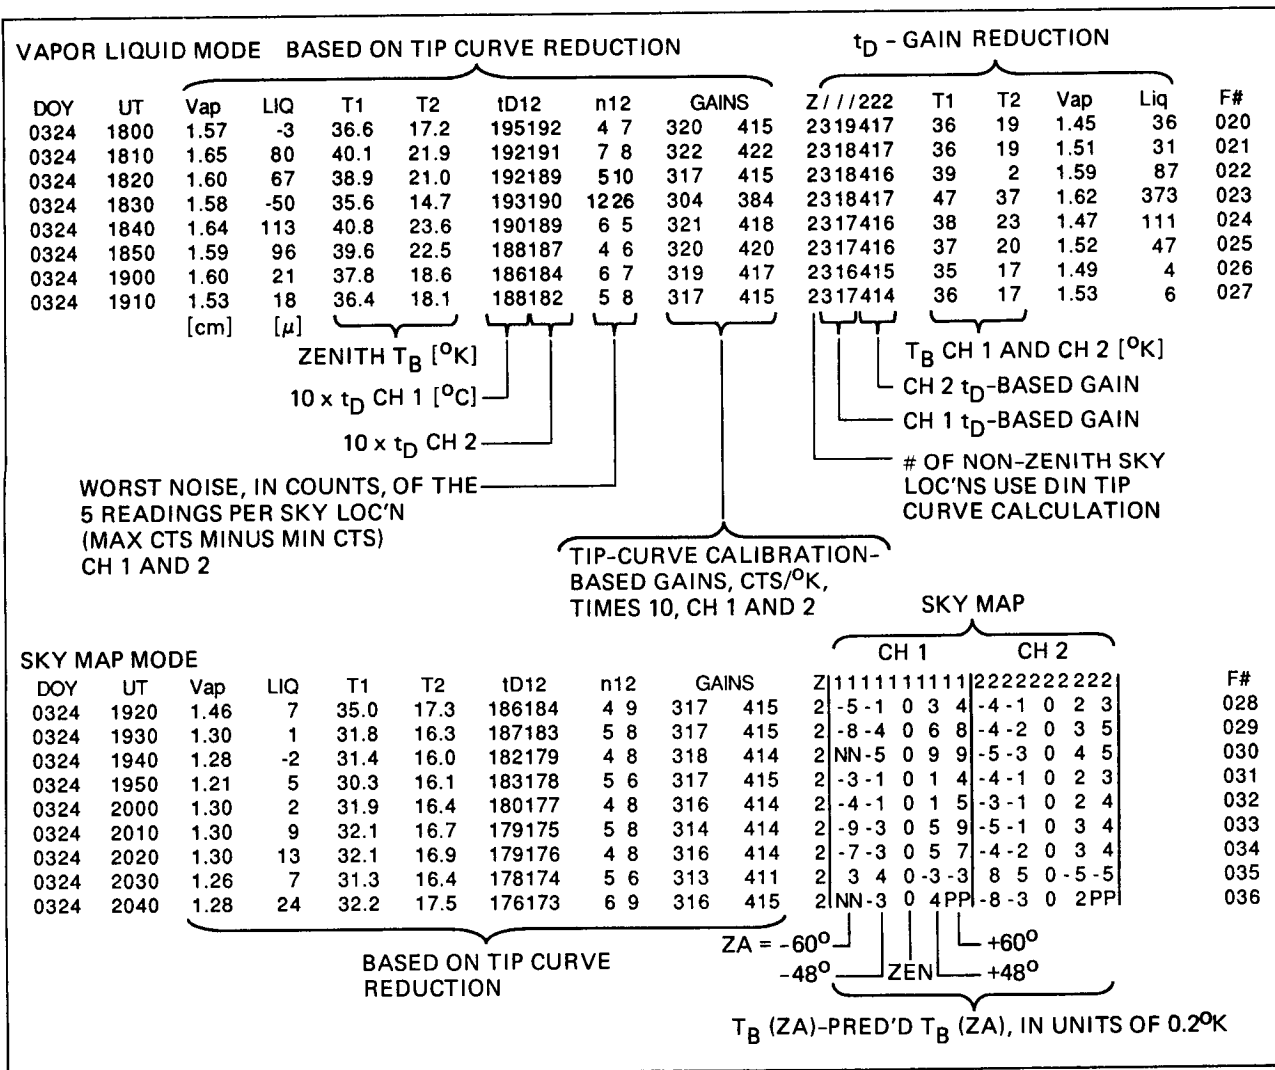 VAPOR LIQUID MODE BASED ON TIP CURVE REDUCTION tD - GAIN REDUCTION
DOY UT Vap LIQ T1 T2 tD12 n12 GAINS Z///222 T1 T2 Vap Liq F#
0324 1800 1.57 -3 36.6 17.2 195192 4 7 320 415 2319417 36 19 1.45 36 020
0324 1810 1.65 80 40.1 21.9 192191 7 8 322 422 2318417 36 19 1.51 31 021
0324 1820 1.60 67 38.9 21.0 192189 510 317 415 2318416 39 2 1.59 87 022
0324 1830 1.58 -50 35.6 14.7 193190 1226 304 384 2318417 47 37 1.62 373 023
0324 1840 1.64 113 40.8 23.6 190189 6 5 321 418 2317416 38 23 1.47 111 024
0324 1850 1.59 96 39.6 22.5 188187 4 6 320 420 2317416 37 20 1.52 47 025
0324 1900 1.60 21 37.8 18.6 186184 6 7 319 417 2316415 35 17 1.49 4 026
0324 1910 1.53 18 36.4 18.1 188182 5 8 317 415 2317414 36 17 1.53 6 027
[cm] [μ]
ZENITH TB [OK]
10 x tD CH 1 [OC]
10 x tD CH 2
TB CH 1 AND CH 2 [OK]
CH 2 tD-BASED GAIN
CH 1 tD-BASED GAIN
# OF NON-ZENITH SKY
LOC'NS USE DIN TIP
CURVE CALCULATION
WORST NOISE, IN COUNTS, OF THE
5 READINGS PER SKY LOC'N
(MAX CTS MINUS MIN CTS)
CH 1 AND 2
TIP-CURVE CALIBRATION-
BASED GAINS, CTS/OK,
TIMES 10, CH 1 AND 2
SKY MAP
CH 1 CH 2
SKY MAP MODE
DOY UT Vap LIQ T1 T2 tD12 n12 GAINS Z|1111111111|2222222222| F#
0324 1920 1.46 7 35.0 17.3 186184 4 9 317 415 2|-5-1 0 3 4|-4-1 0 2 3| 028
0324 1930 1.30 1 31.8 16.3 187183 5 8 317 415 2|-8-4 0 6 8|-4-2 0 3 5| 029
0324 1940 1.28 -2 31.4 16.0 182179 4 8 318 414 2|NN-5 0 9 9|-5-3 0 4 5| 030
0324 1950 1.21 5 30.3 16.1 183178 5 6 317 415 2|-3-1 0 1 4|-4-1 0 2 3| 031
0324 2000 1.30 2 31.9 16.4 180177 4 8 316 414 2|-4-1 0 1 5|-3-1 0 2 4| 032
0324 2010 1.30 9 32.1 16.7 179175 5 8 314 414 2|-9-3 0 5 9|-5-1 0 3 4| 033
0324 2020 1.30 13 32.1 16.9 179176 4 8 316 414 2|-7-3 0 5 7|-4-2 0 3 4| 034
0324 2030 1.26 7 31.3 16.4 178174 5 6 313 411 2| 3 4 0-3-3| 8 5 0-5-5| 035
0324 2040 1.28 24 32.2 17.5 176173 6 9 316 415 2|NN-3 0 4PP|-8-3 0 2PP| 036
BASED ON TIP CURVE
REDUCTION
ZA = -60O +60O
-48O ZEN +48O
TB (ZA)-PRED'D TB (ZA), IN UNITS OF 0.2OK